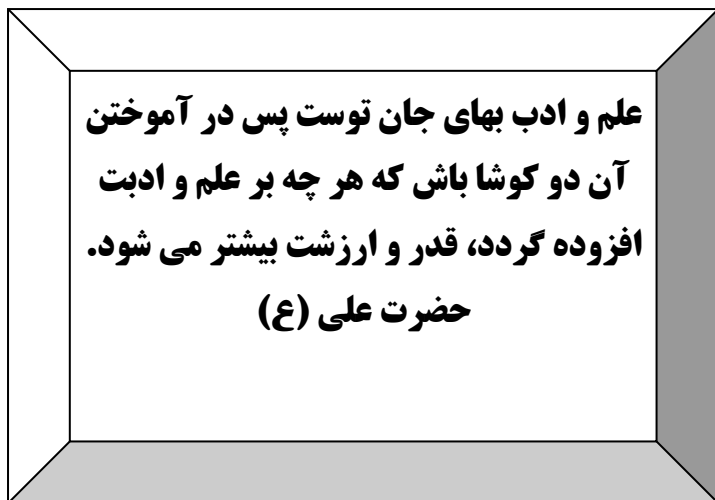 علم و ادب بهای جان توست پس در آموختن
آن دو کوشا باش که هر چه بر علم و ادبت
افزوده گردد، قدر و ارزشت بیشتر می شود.
حضرت علی (ع)